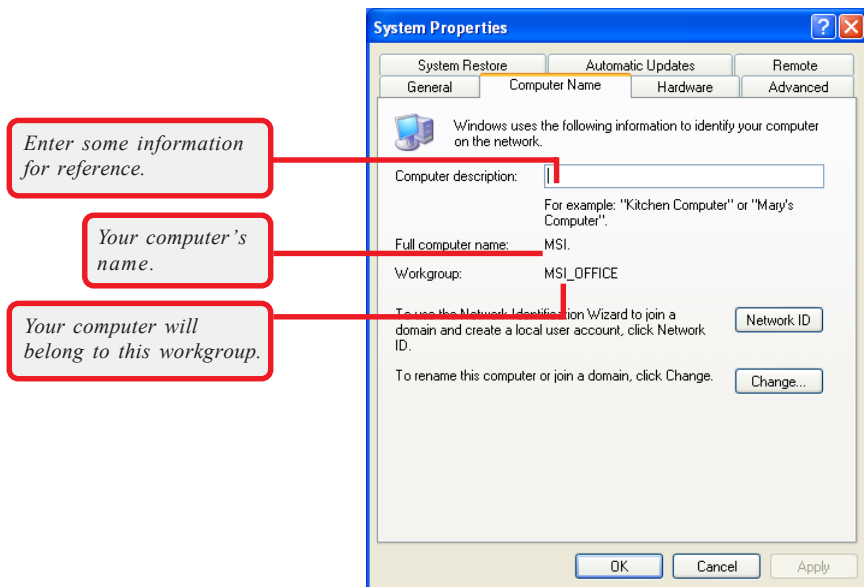 System Properties
System Restore
Automatic Updates
Remote
General
Computer Name
Hardware
Advanced
Windows uses the following information to identify your computer
on the network.
Enter some information
for reference.
Computer description:
For example: "Kitchen Computer" or "Mary's
Computer".
Your computer's
name.
Full computer name:
MSI.
Workgroup:
MSI_OFFICE
Your computer will
belong to this workgroup.
To use the Network Identification Wizard to join a
domain and create a local user account, click Network
ID.
Network ID
To rename this computer or join a domain, click Change.
Change...
OK
Cancel
Apply